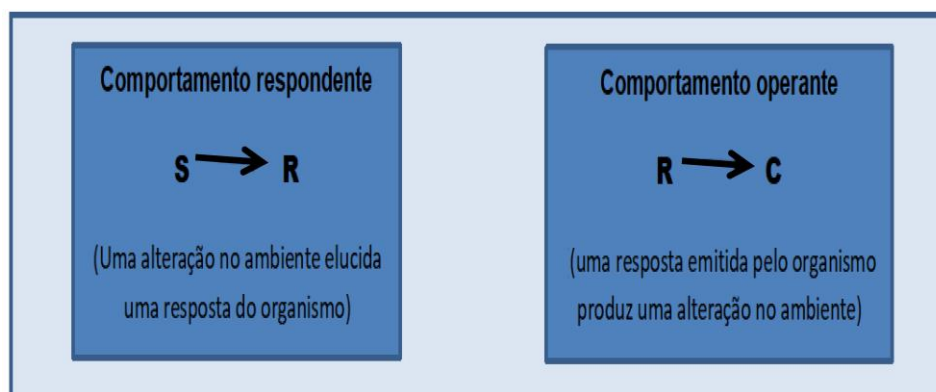 Comportamento respondente
S → R
(Uma alteração no ambiente elucida
uma resposta do organismo)
Comportamento operante
R → C
(uma resposta emitida pelo organismo
produz uma alteração no ambiente)